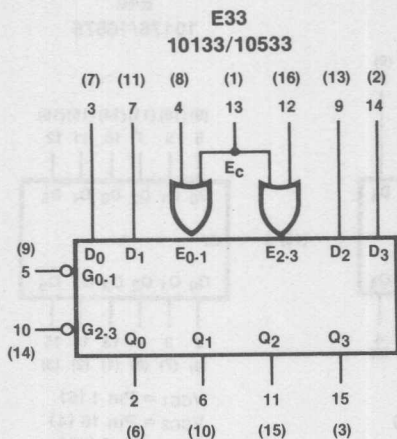 E33
10133/10533
(7) (11) (8) (1) (16) (13) (2)
3 7 4 13 12 9 14
Ec
(9) D0 D1 E0-1 E2-3 D2 D3
5 G0-1
10 G2-3 Q0 Q1 Q2 Q3
(14)
2 6 11 15
(6) (10) (15) (3)